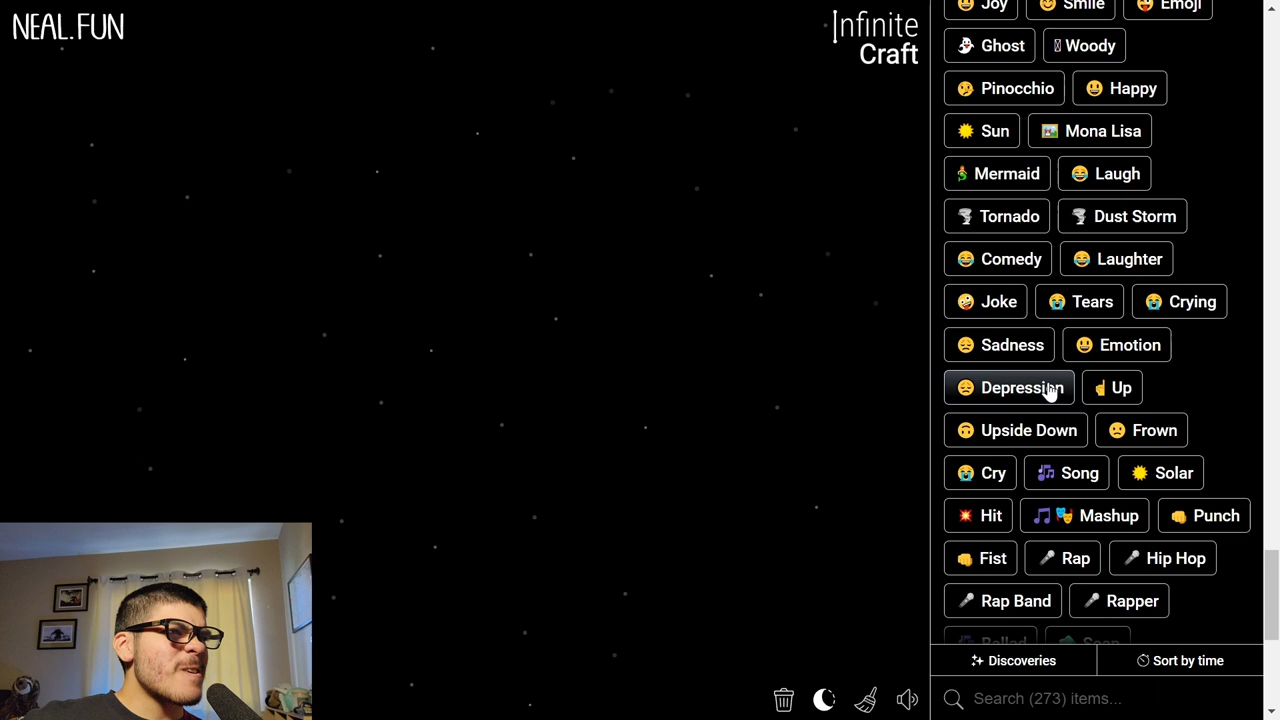 NEAL.FUN
Infinite
Craft
Joy Smile Emoji
Ghost Woody
Pinocchio Happy
Sun Mona Lisa
Mermaid Laugh
Tornado Dust Storm
Comedy Laughter
Joke Tears Crying
Sadness Emotion
Depression Up
Upside Down Frown
Cry Song Solar
Hit Mashup Punch
Fist Rap Hip Hop
Rap Band Rapper
Ballad Soap
Discoveries Sort by time
Search (273) items...